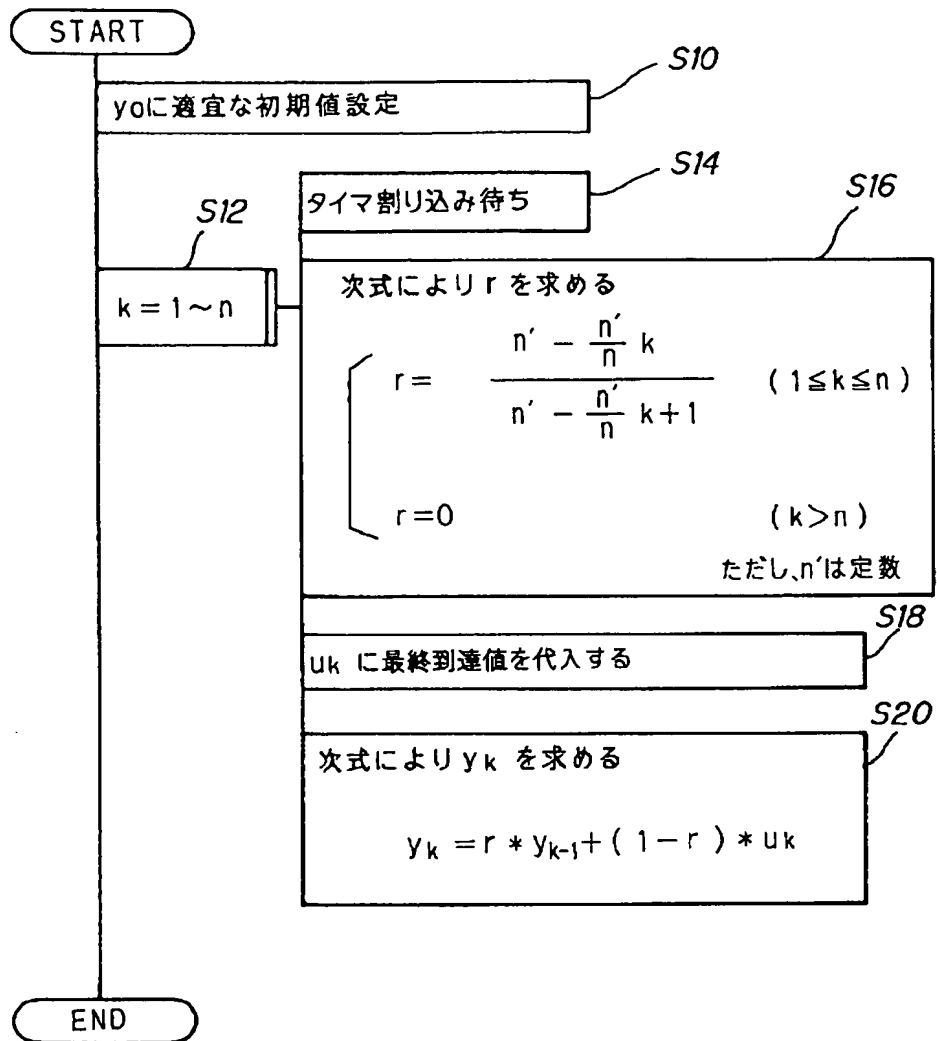 START
S10
y₀に適宜な初期値設定
S14
タイマ割り込み待ち
S12
k=1~n
S16
次式によりrを求める
r= (n′ - (n′/n) k) / (n′ - (n′/n) k+1) (1≦k≦n)
r=0 (k>n)
ただし、n′は定数
S18
uk に最終到達値を代入する
S20
次式により yk を求める
yk = r * yk-1 + (1-r) * uk
END